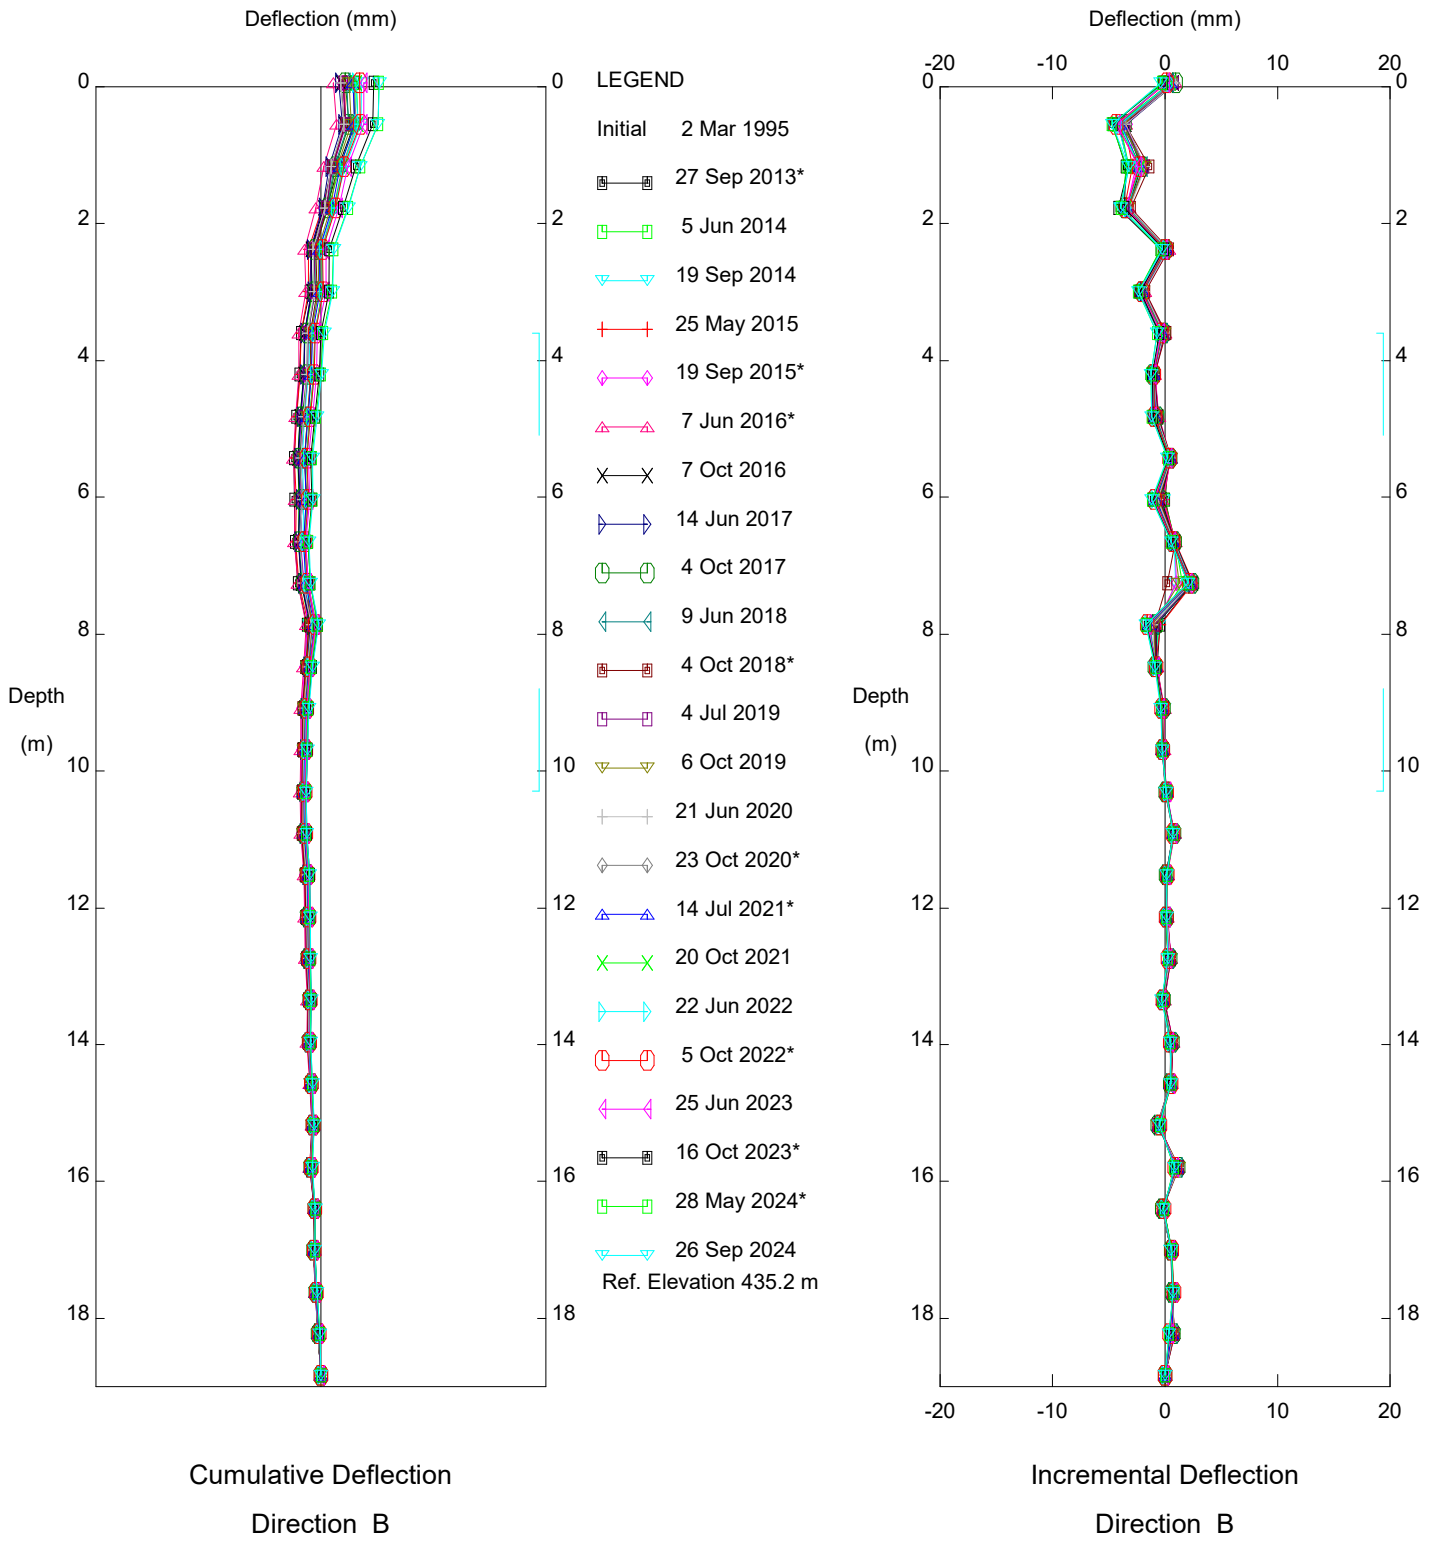 Deflection (mm)
0
2
4
6
8
10
12
14
16
18
0
2
4
6
8
10
12
14
16
18
Depth
(m)
Cumulative Deflection
Direction B
LEGEND
Initial 2 Mar 1995
27 Sep 2013*
5 Jun 2014
19 Sep 2014
25 May 2015
19 Sep 2015*
7 Jun 2016*
7 Oct 2016
14 Jun 2017
4 Oct 2017
9 Jun 2018
4 Oct 2018*
4 Jul 2019
6 Oct 2019
21 Jun 2020
23 Oct 2020*
14 Jul 2021*
20 Oct 2021
22 Jun 2022
5 Oct 2022*
25 Jun 2023
16 Oct 2023*
28 May 2024*
26 Sep 2024
Ref. Elevation 435.2 m
Deflection (mm)
-20 -10 0 10 20
0
2
4
6
8
10
12
14
16
18
0
2
4
6
8
10
12
14
16
18
Depth
(m)
-20 -10 0 10 20
Incremental Deflection
Direction B